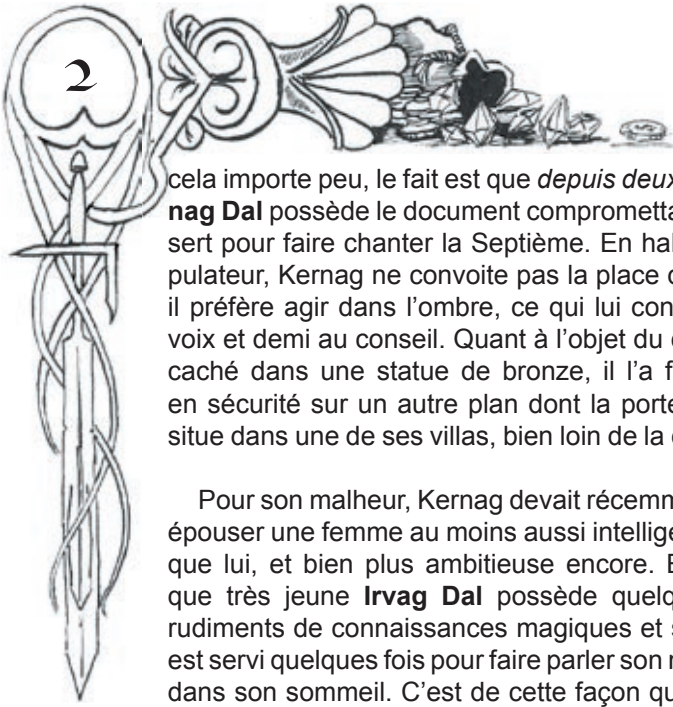 2
cela importe peu, le fait est que depuis deux
nag Dal possède le document comprometta
sert pour faire chanter la Septième. En ha
pulateur, Kernag ne convoite pas la place
il préfère agir dans l’ombre, ce qui lui con
voix et demi au conseil. Quant à l’objet du
caché dans une statue de bronze, il l’a f
en sécurité sur un autre plan dont la porte
situe dans une de ses villas, bien loin de la
Pour son malheur, Kernag devait récemm
épouser une femme au moins aussi intellige
que lui, et bien plus ambitieuse encore.
que très jeune Irvag Dal possède quelq
rudiments de connaissances magiques et s
est servi quelques fois pour faire parler son
dans son sommeil. C’est de cette façon qu